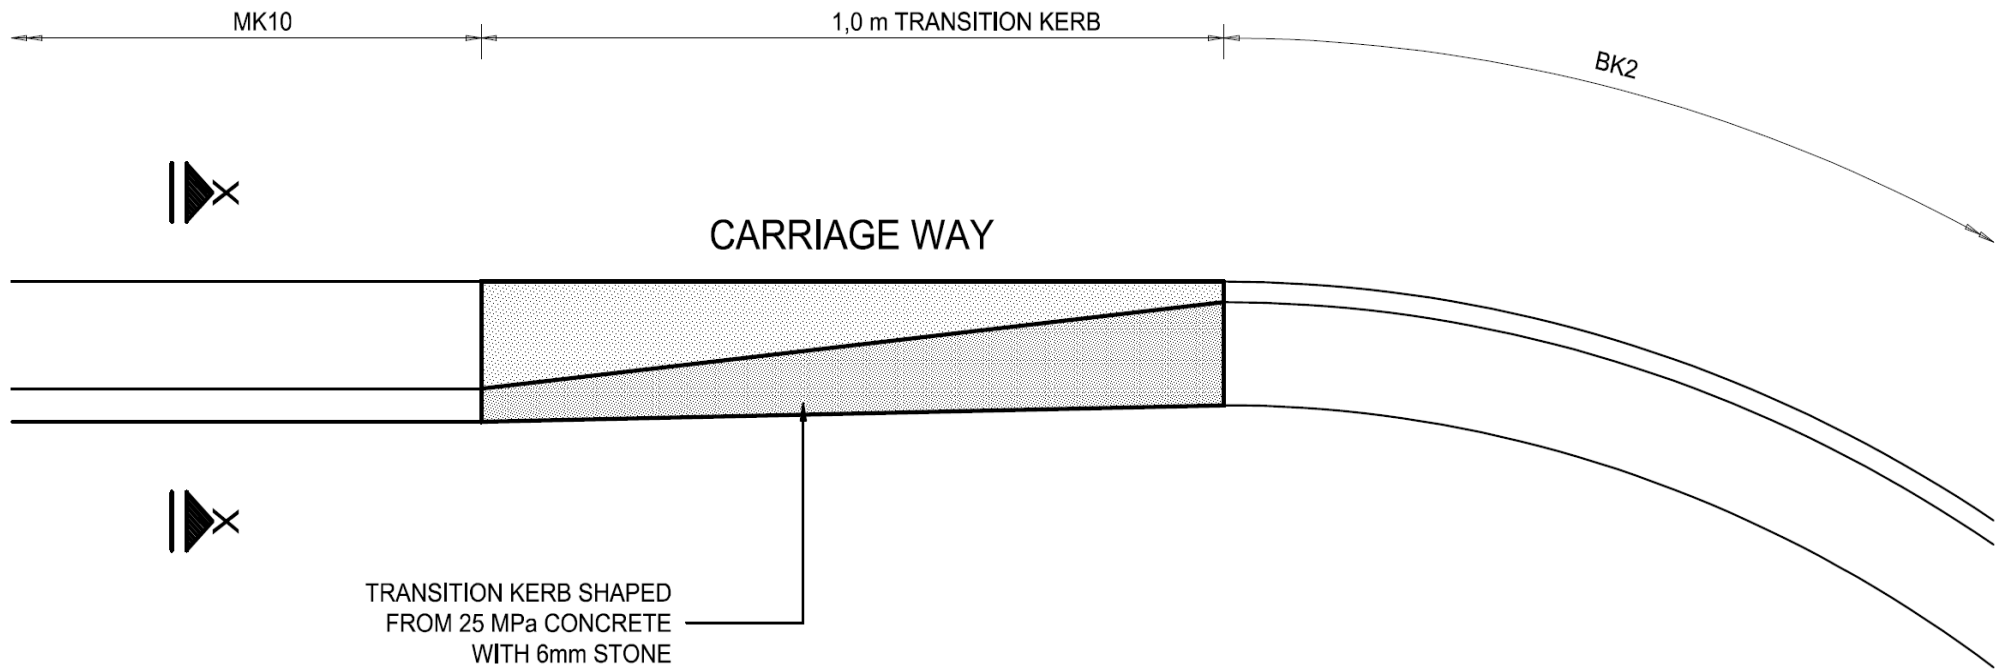 MK10
1,0 m TRANSITION KERB
BK2
X
CARRIAGE WAY
X
TRANSITION KERB SHAPED
FROM 25 MPa CONCRETE
WITH 6mm STONE